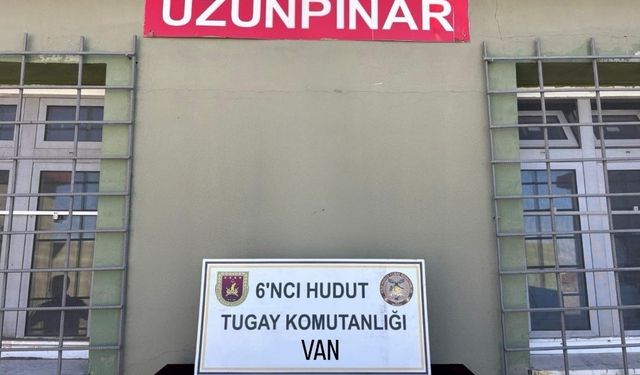 UZUNPINAR
6'NCI HUDUT
TUGAY KOMUTANLIĞI
VAN